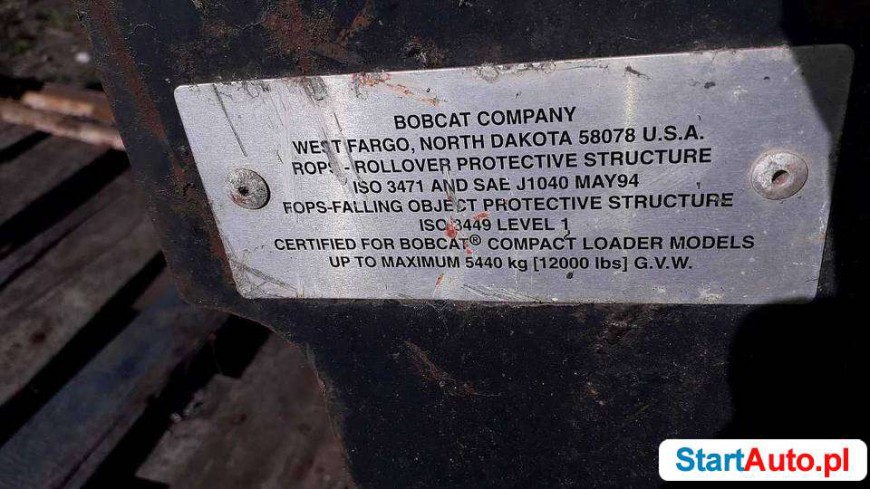 BOBCAT COMPANY
WEST FARGO, NORTH DAKOTA 58078 U.S.A.
ROPS - ROLLOVER PROTECTIVE STRUCTURE
ISO 3471 AND SAE J1040 MAY94
FOPS-FALLING OBJECT PROTECTIVE STRUCTURE
ISO 3449 LEVEL 1
CERTIFIED FOR BOBCAT® COMPACT LOADER MODELS
UP TO MAXIMUM 5440 kg [12000 lbs] G.V.W.
StartAuto.pl